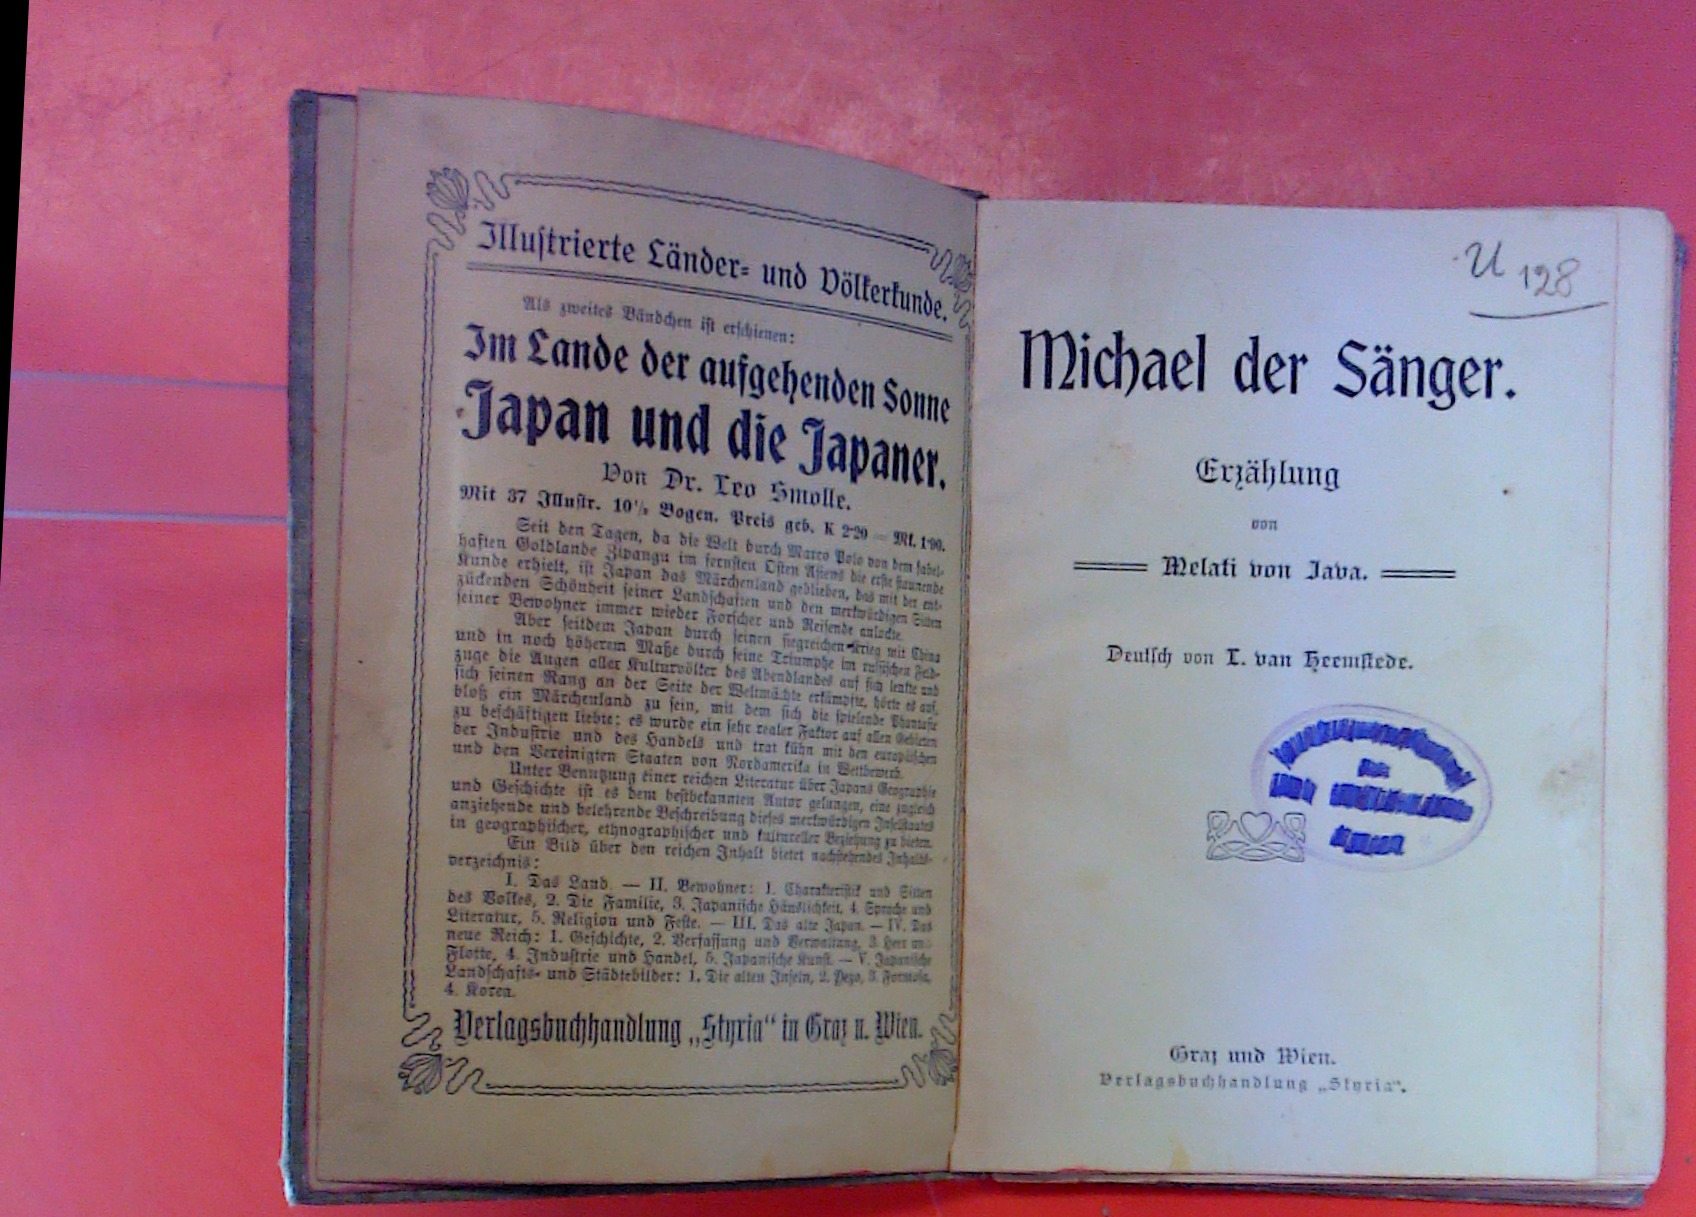 Illustrierte Länder- und Völkerkunde.
Als zweites Bändchen ist erschienen:
Im Lande der aufgehenden Sonne
Japan und die Japaner.
Von Dr. Leo Smolle.
Mit 37 Illustr. 10½ Bogen. Preis geb. K 2·20 = Mk. 1·90.
Seit den Tagen, da die Welt durch Marco Polo von dem fabel-
haften Goldlande Zipangu im fernsten Osten Asiens die erste staunende
Kunde erhielt, ist Japan das Märchenland geblieben, das mit der ent-
zückenden Schönheit seiner Landschaften und den merkwürdigen Sitten
seiner Bewohner immer wieder Forscher und Reisende anlockte.
Aber seitdem Japan durch seinen siegreichen Krieg mit China
und in noch höherem Maße durch seine Triumphe im russischen Feld-
zuge die Augen aller Kulturvölker des Abendlandes auf sich lenkte und
sich seinen Rang an der Seite der Weltmächte erkämpfte, hörte es auf,
bloß ein Märchenland zu sein, mit dem sich die spielende Phantasie
zu beschäftigen liebte; es wurde ein sehr realer Faktor auf allen Gebieten
der Industrie und des Handels und trat kühn mit den europäischen
und den Vereinigten Staaten von Nordamerika in Wettbewerb.
Unter Benutzung einer reichen Literatur über Japans Geographie
und Geschichte ist es dem bestbekannten Autor gelungen, eine zugleich
anziehende und belehrende Beschreibung dieses merkwürdigen Inselstaates
in geographischer, ethnographischer und kultureller Beziehung zu bieten.
Ein Bild über den reichen Inhalt bietet nachstehendes Inhalts-
verzeichnis:
I. Das Land. — II. Bewohner: 1. Charakteristik und Sitten
des Volkes, 2. Die Familie, 3. Japanische Häuslichkeit, 4. Sprache und
Literatur, 5. Religion und Feste. — III. Das alte Japan. — IV. Das
neue Reich: 1. Geschichte, 2. Verfassung und Verwaltung, 3. Heer und
Flotte, 4. Industrie und Handel, 5. Japanische Kunst. — V. Japanische
Landschafts- und Städtebilder: 1. Die alten Inseln, 2. Yezo, 3. Formosa,
4. Korea.
Verlagsbuchhandlung „Styria“ in Graz u. Wien.
U 128
Michael der Sänger.
Erzählung
von
Melati von Java.
Deutsch von L. van Heemstede.
Graz und Wien.
Verlagsbuchhandlung „Styria“.